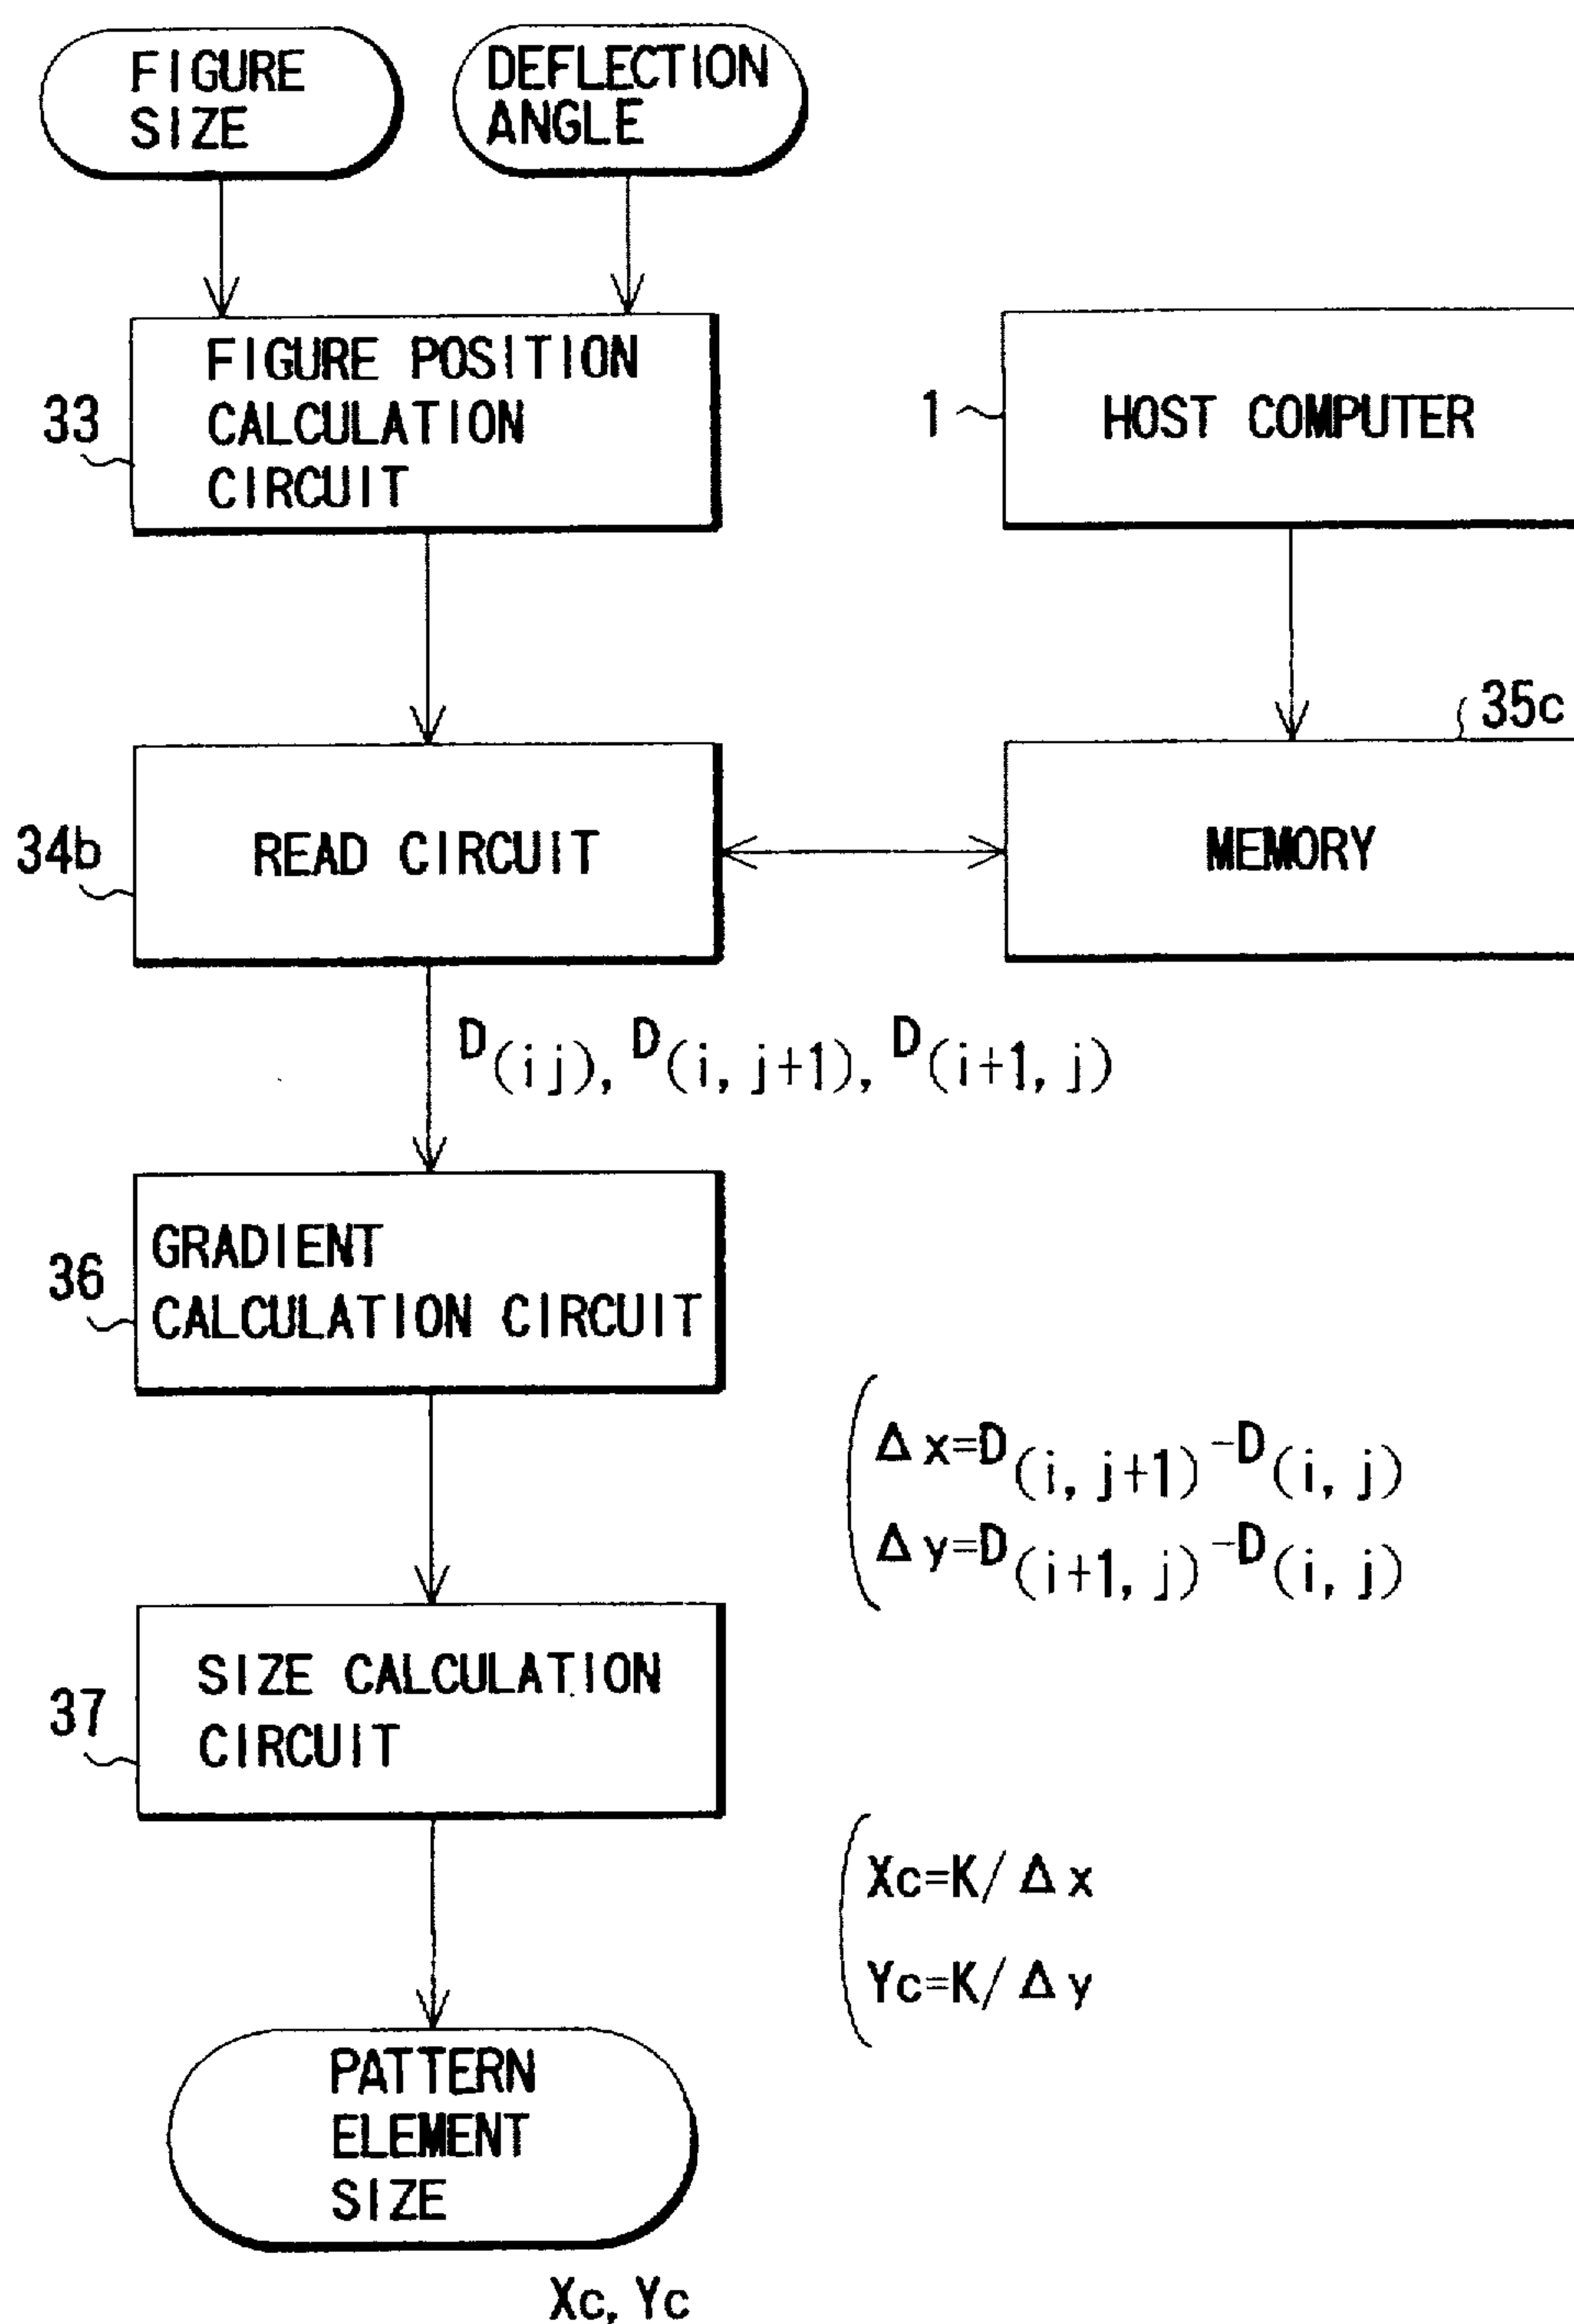 FIGURE
SIZE
DEFLECTION
ANGLE
FIGURE POSITION
CALCULATION
CIRCUIT
33
1
HOST COMPUTER
35c
34b
READ CIRCUIT
MEMORY
D(ij), D(i, j+1), D(i+1, j)
GRADIENT
CALCULATION CIRCUIT
36
Δx=D(i, j+1)-D(i, j)
Δy=D(i+1, j)-D(i, j)
SIZE CALCULATION
CIRCUIT
37
Xc=K/Δx
Yc=K/Δy
PATTERN
ELEMENT
SIZE
Xc, Yc